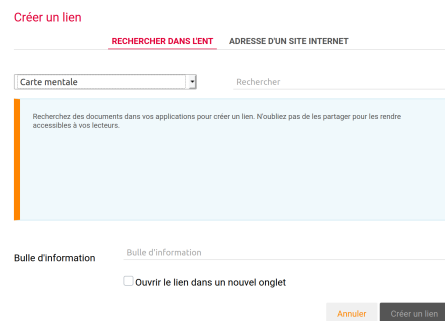 Créer un lien
RECHERCHER DANS L'ENT ADRESSE D'UN SITE INTERNET
Carte mentale Rechercher
Recherchez des documents dans vos applications pour créer un lien. N'oubliez pas de les partager pour les rendre
accessibles à vos lecteurs.
Bulle d'information Bulle d'information
Ouvrir le lien dans un nouvel onglet
Annuler Créer un lien